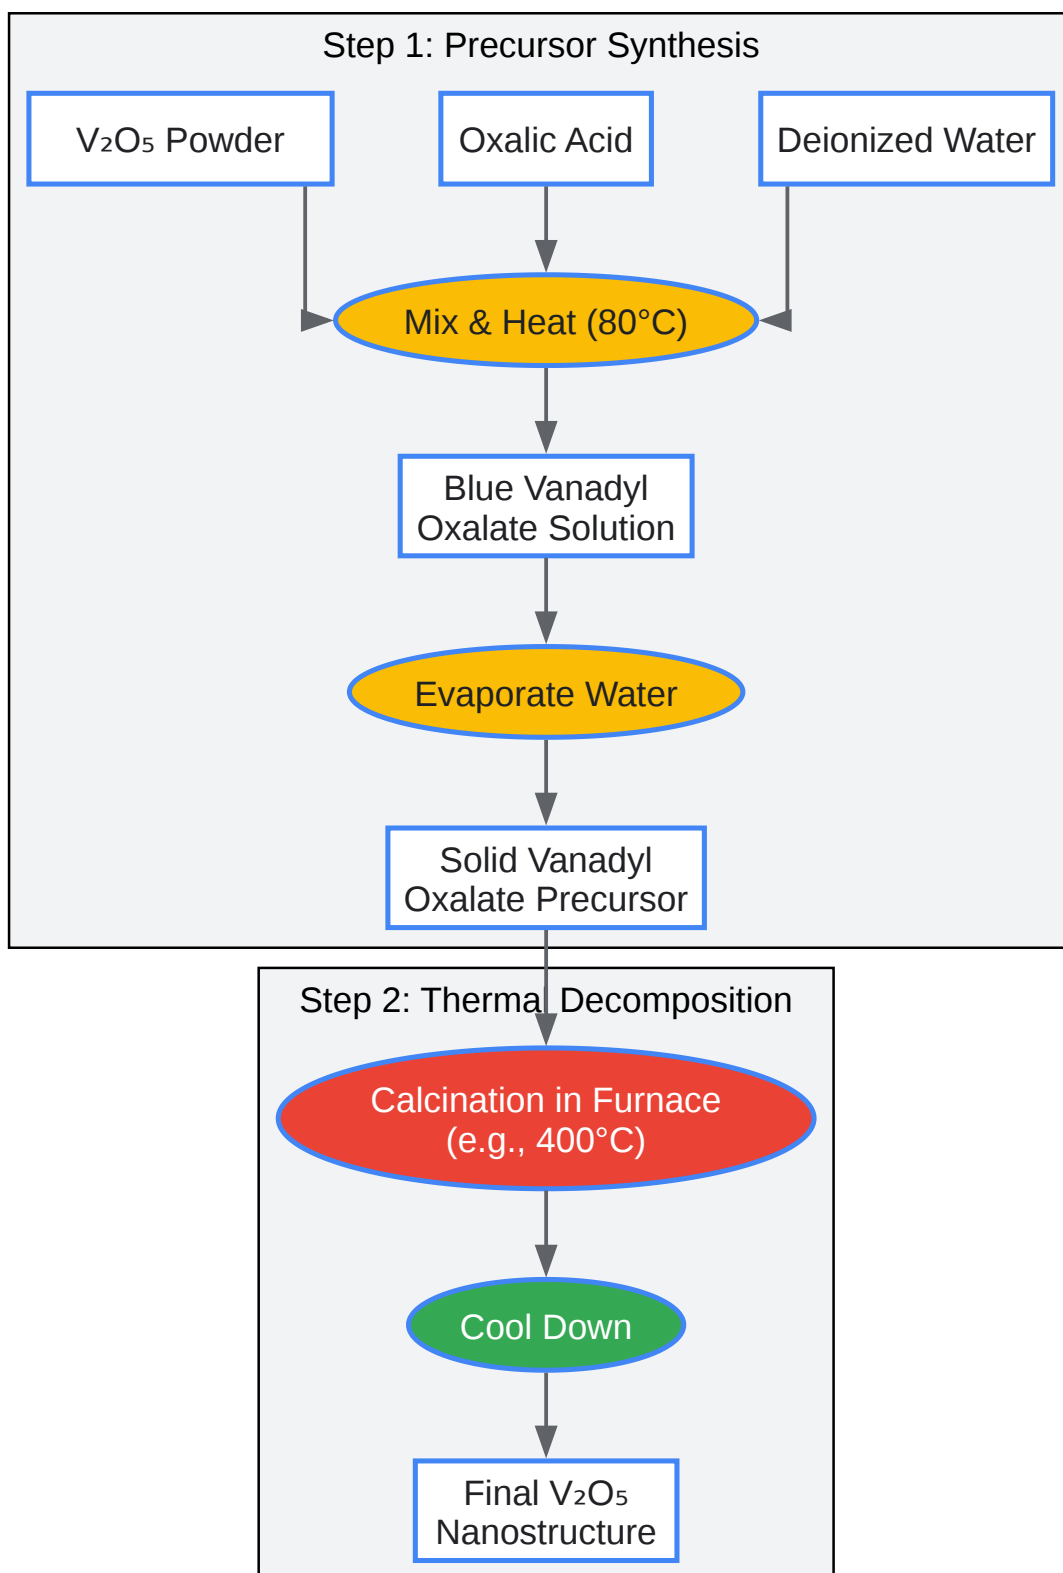 Step 1: Precursor Synthesis
V₂O₅ Powder
Oxalic Acid
Deionized Water
Mix & Heat (80°C)
Blue Vanadyl
Oxalate Solution
Evaporate Water
Solid Vanadyl
Oxalate Precursor
Step 2: Thermal Decomposition
Calcination in Furnace
(e.g., 400°C)
Cool Down
Final V₂O₅
Nanostructure